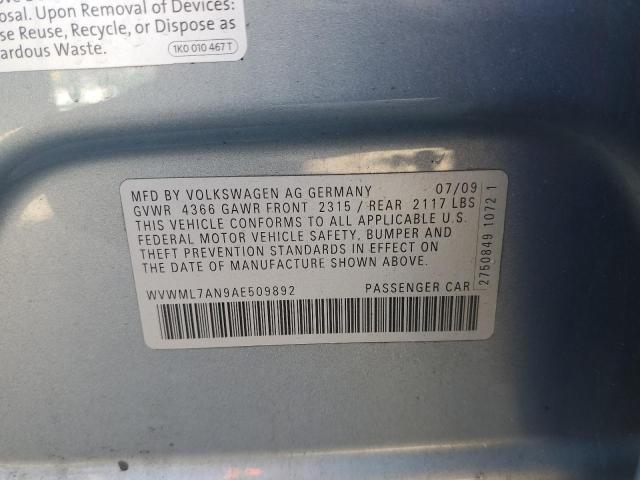 osal. Upon Removal of Devices:
se Reuse, Recycle, or Dispose as
ardous Waste.
1K0 010 467 T
MFD BY VOLKSWAGEN AG GERMANY 07/09
GVWR 4366 GAWR FRONT 2315 / REAR 2117 LBS
THIS VEHICLE CONFORMS TO ALL APPLICABLE U.S.
FEDERAL MOTOR VEHICLE SAFETY, BUMPER AND
THEFT PREVENTION STANDARDS IN EFFECT ON
THE DATE OF MANUFACTURE SHOWN ABOVE.
WVWML7AN9AE509892 PASSENGER CAR
2750849 1072 1